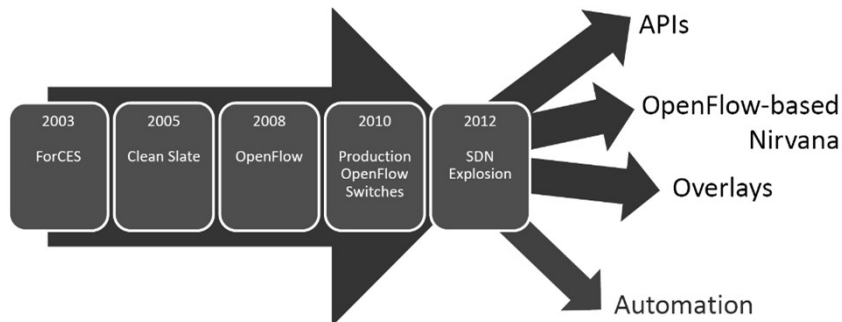 2003
ForCES
2005
Clean Slate
2008
OpenFlow
2010
Production
OpenFlow
Switches
2012
SDN
Explosion
APIs
OpenFlow-based
Nirvana
Overlays
Automation